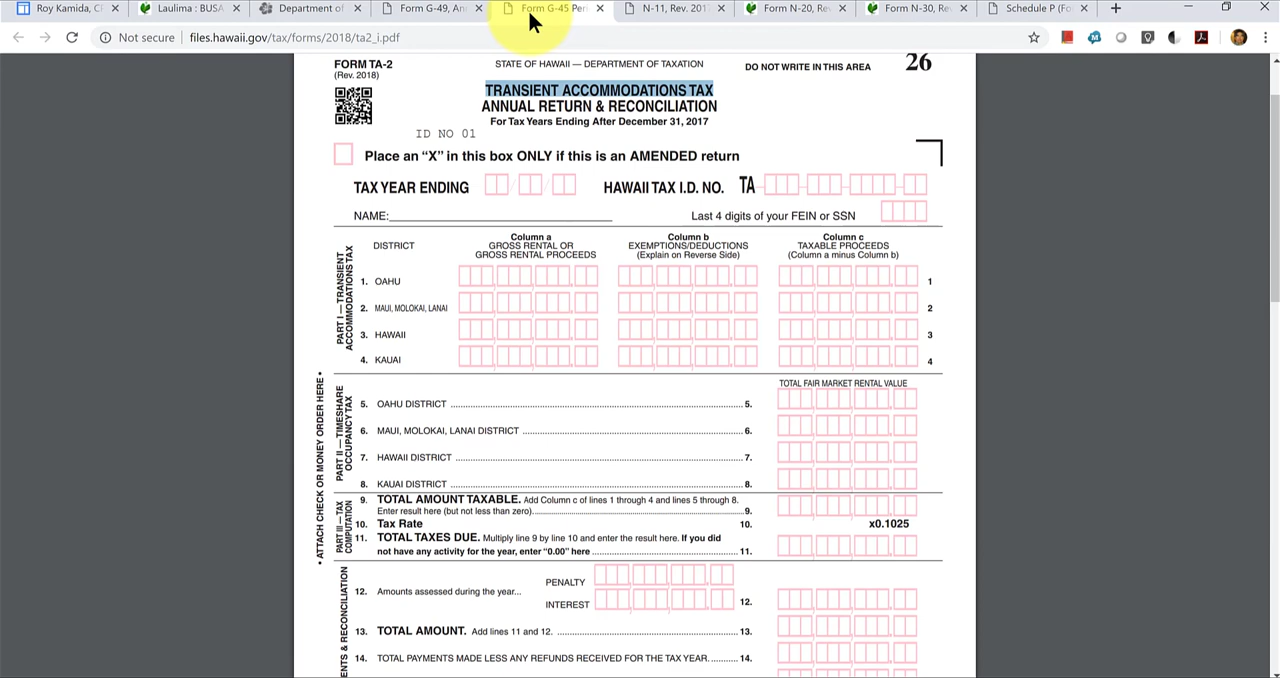 Roy Kamida, CF
Laulima : BUSA
Department of
Form G-49, An
Form G-45 Per
N-11, Rev. 201
Form N-20, Re
Form N-30, Re
Schedule P (Fo
Not secure
files.hawaii.gov/tax/forms/2018/ta2_i.pdf
FORM TA-2
(Rev. 2018)
STATE OF HAWAII — DEPARTMENT OF TAXATION
DO NOT WRITE IN THIS AREA
26
TRANSIENT ACCOMMODATIONS TAX
ANNUAL RETURN & RECONCILIATION
For Tax Years Ending After December 31, 2017
ID NO 01
Place an “X” in this box ONLY if this is an AMENDED return
TAX YEAR ENDING
HAWAII TAX I.D. NO. TA
NAME:
Last 4 digits of your FEIN or SSN
PART I — TRANSIENT
ACCOMMODATIONS TAX
DISTRICT
Column a
GROSS RENTAL OR
GROSS RENTAL PROCEEDS
Column b
EXEMPTIONS/DEDUCTIONS
(Explain on Reverse Side)
Column c
TAXABLE PROCEEDS
(Column a minus Column b)
1. OAHU 1
2. MAUI, MOLOKAI, LANAI 2
3. HAWAII 3
4. KAUAI 4
• ATTACH CHECK OR MONEY ORDER HERE •
PART II — TIMESHARE
OCCUPANCY TAX
TOTAL FAIR MARKET RENTAL VALUE
5. OAHU DISTRICT 5.
6. MAUI, MOLOKAI, LANAI DISTRICT 6.
7. HAWAII DISTRICT 7.
8. KAUAI DISTRICT 8.
PART III — TAX
COMPUTATION
9. TOTAL AMOUNT TAXABLE. Add Column c of lines 1 through 4 and lines 5 through 8.
Enter result here (but not less than zero) 9.
10. Tax Rate 10. x0.1025
11. TOTAL TAXES DUE. Multiply line 9 by line 10 and enter the result here. If you did
not have any activity for the year, enter “0.00” here 11.
ENTS & RECONCILIATION
PENALTY
12. Amounts assessed during the year...
INTEREST
12.
13. TOTAL AMOUNT. Add lines 11 and 12. 13.
14. TOTAL PAYMENTS MADE LESS ANY REFUNDS RECEIVED FOR THE TAX YEAR. 14.